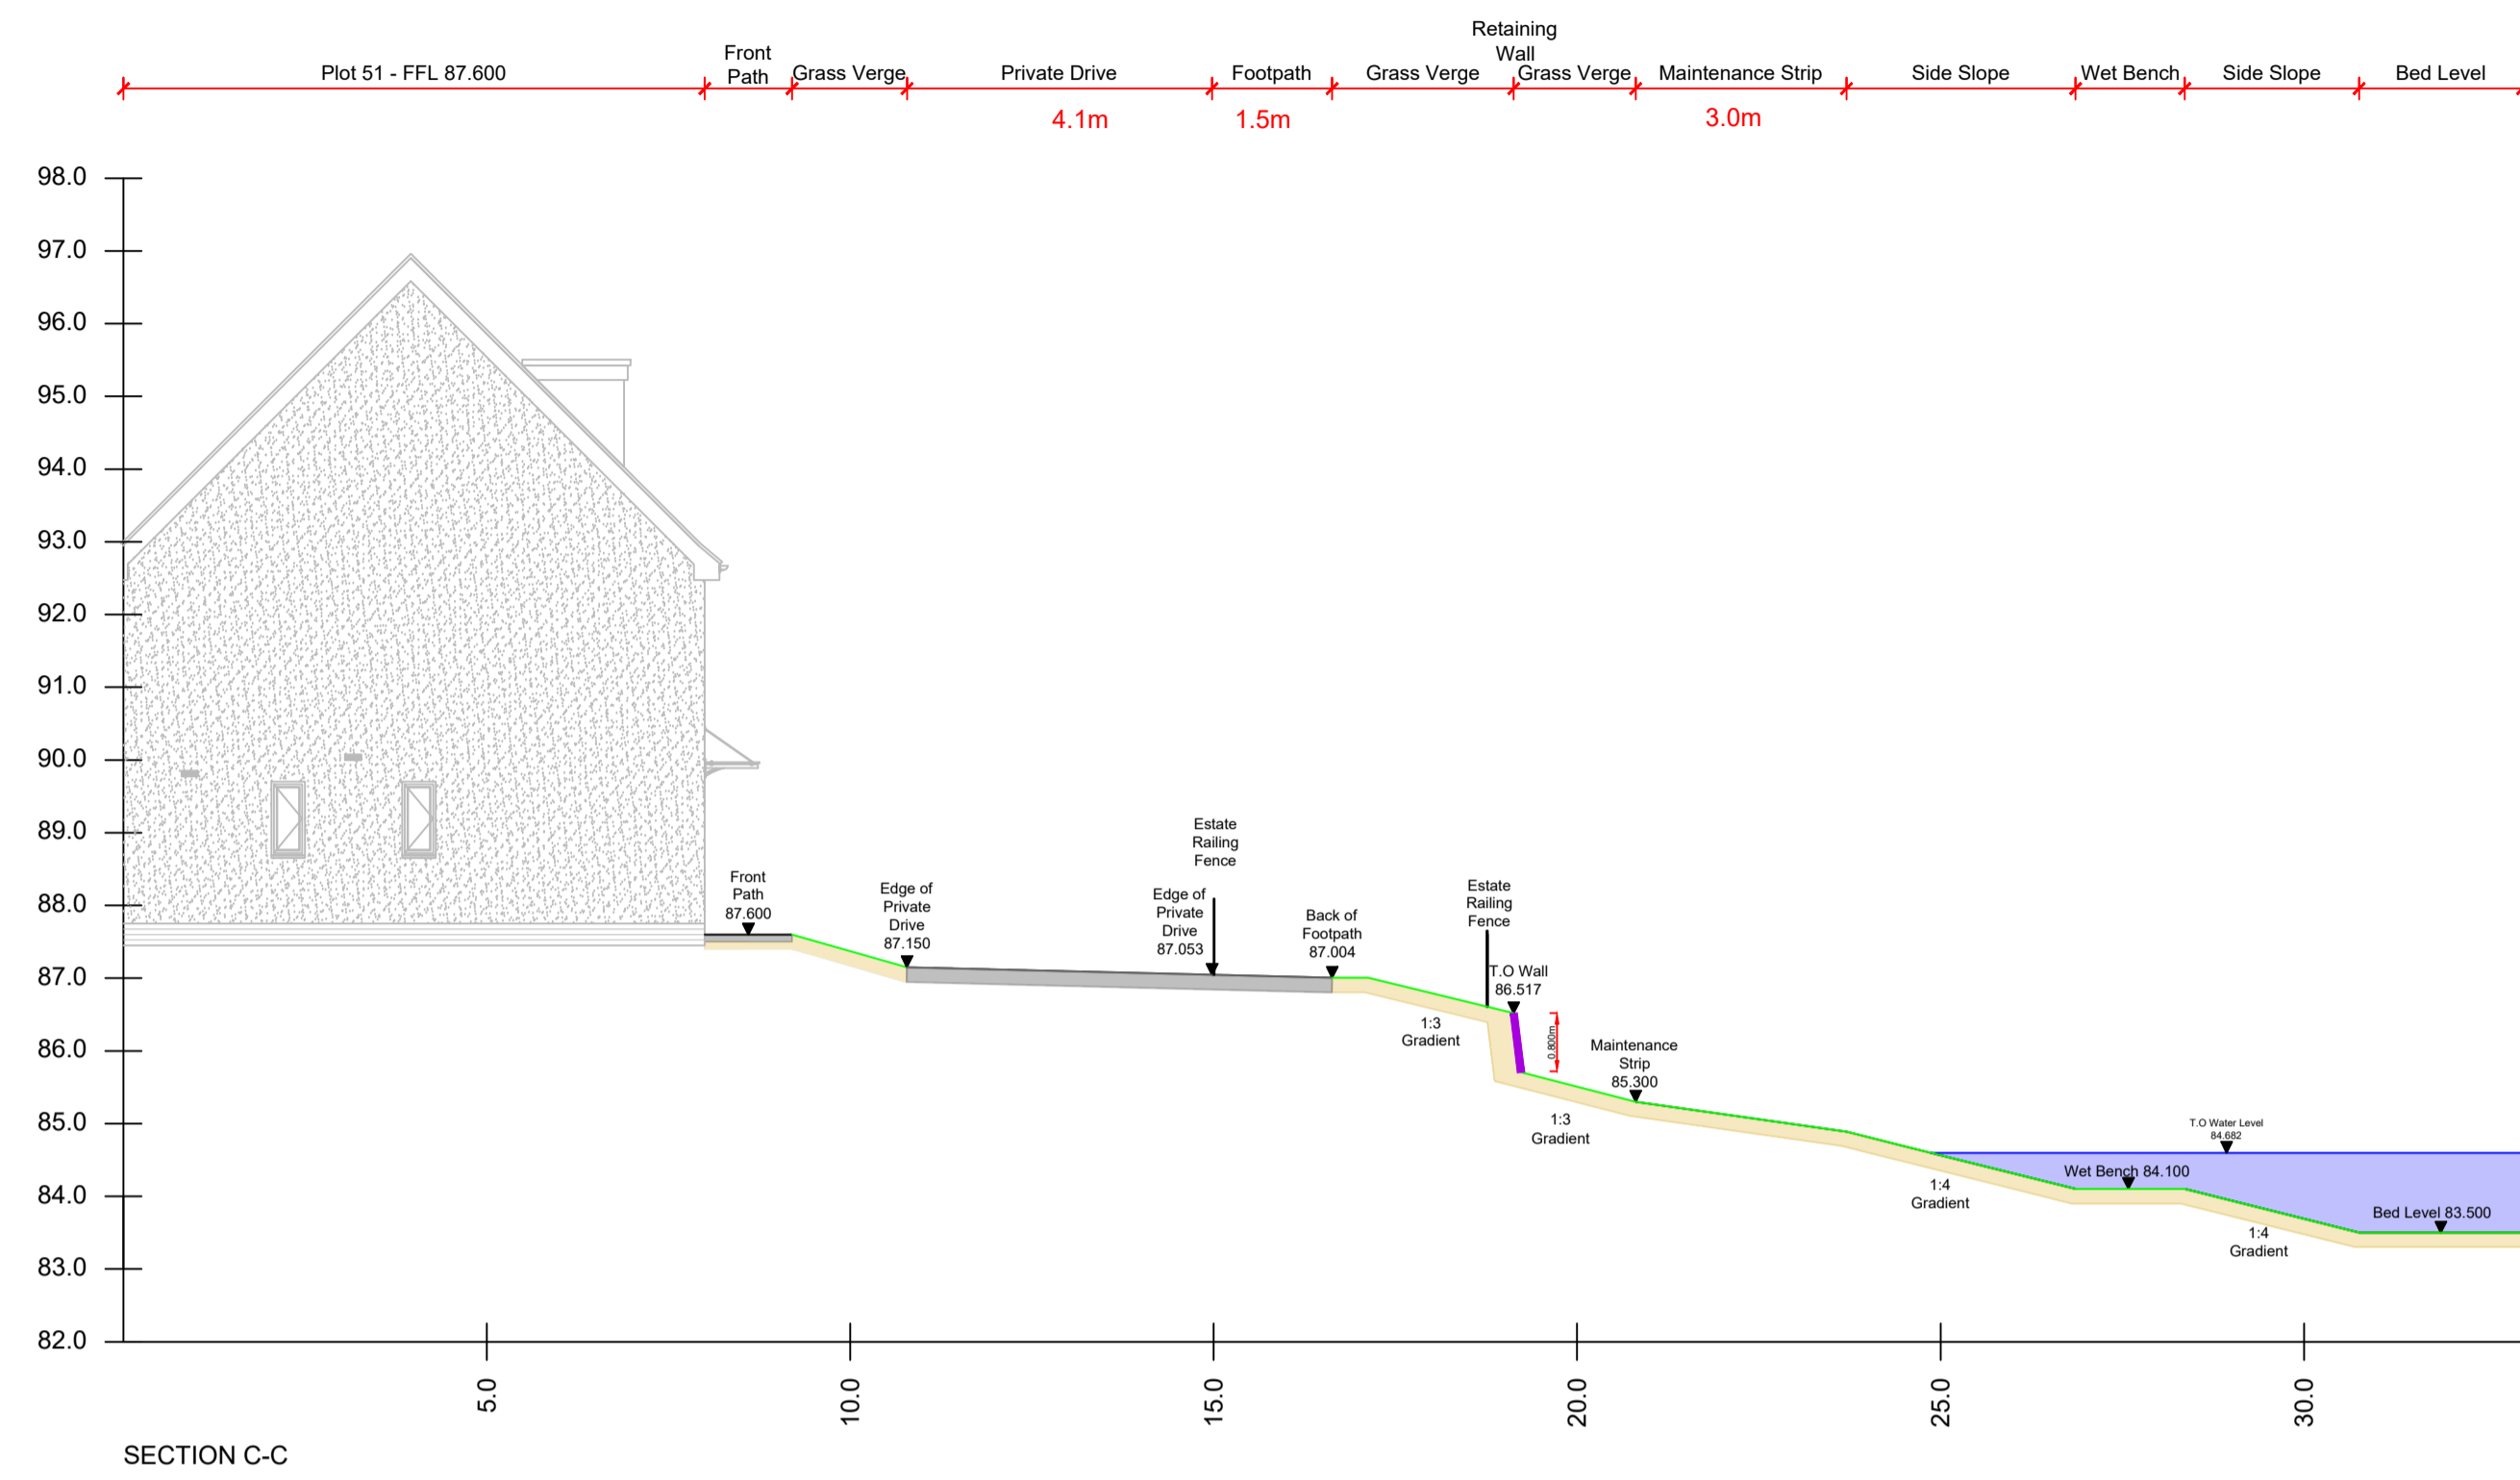 Retaining
Wall
Front
Path
Plot 51 - FFL 87.600
Grass Verge
Private Drive
Footpath
Grass Verge
Grass Verge
Maintenance Strip
Side Slope
Wet Bench
Side Slope
Bed Level
4.1m
1.5m
3.0m
98.0
97.0
96.0
95.0
94.0
93.0
92.0
91.0
90.0
89.0
88.0
87.0
86.0
85.0
84.0
83.0
82.0
Front
Path
87.600
Edge of
Private
Drive
87.150
Estate
Railing
Fence
Edge of
Private
Drive
87.053
Back of
Footpath
87.004
Estate
Railing
Fence
T.O Wall
86.517
1:3
Gradient
0.800m
Maintenance
Strip
85.300
1:3
Gradient
T.O Water Level
84.682
Wet Bench 84.100
1:4
Gradient
Bed Level 83.500
1:4
Gradient
5.0
10.0
15.0
20.0
25.0
30.0
SECTION C-C